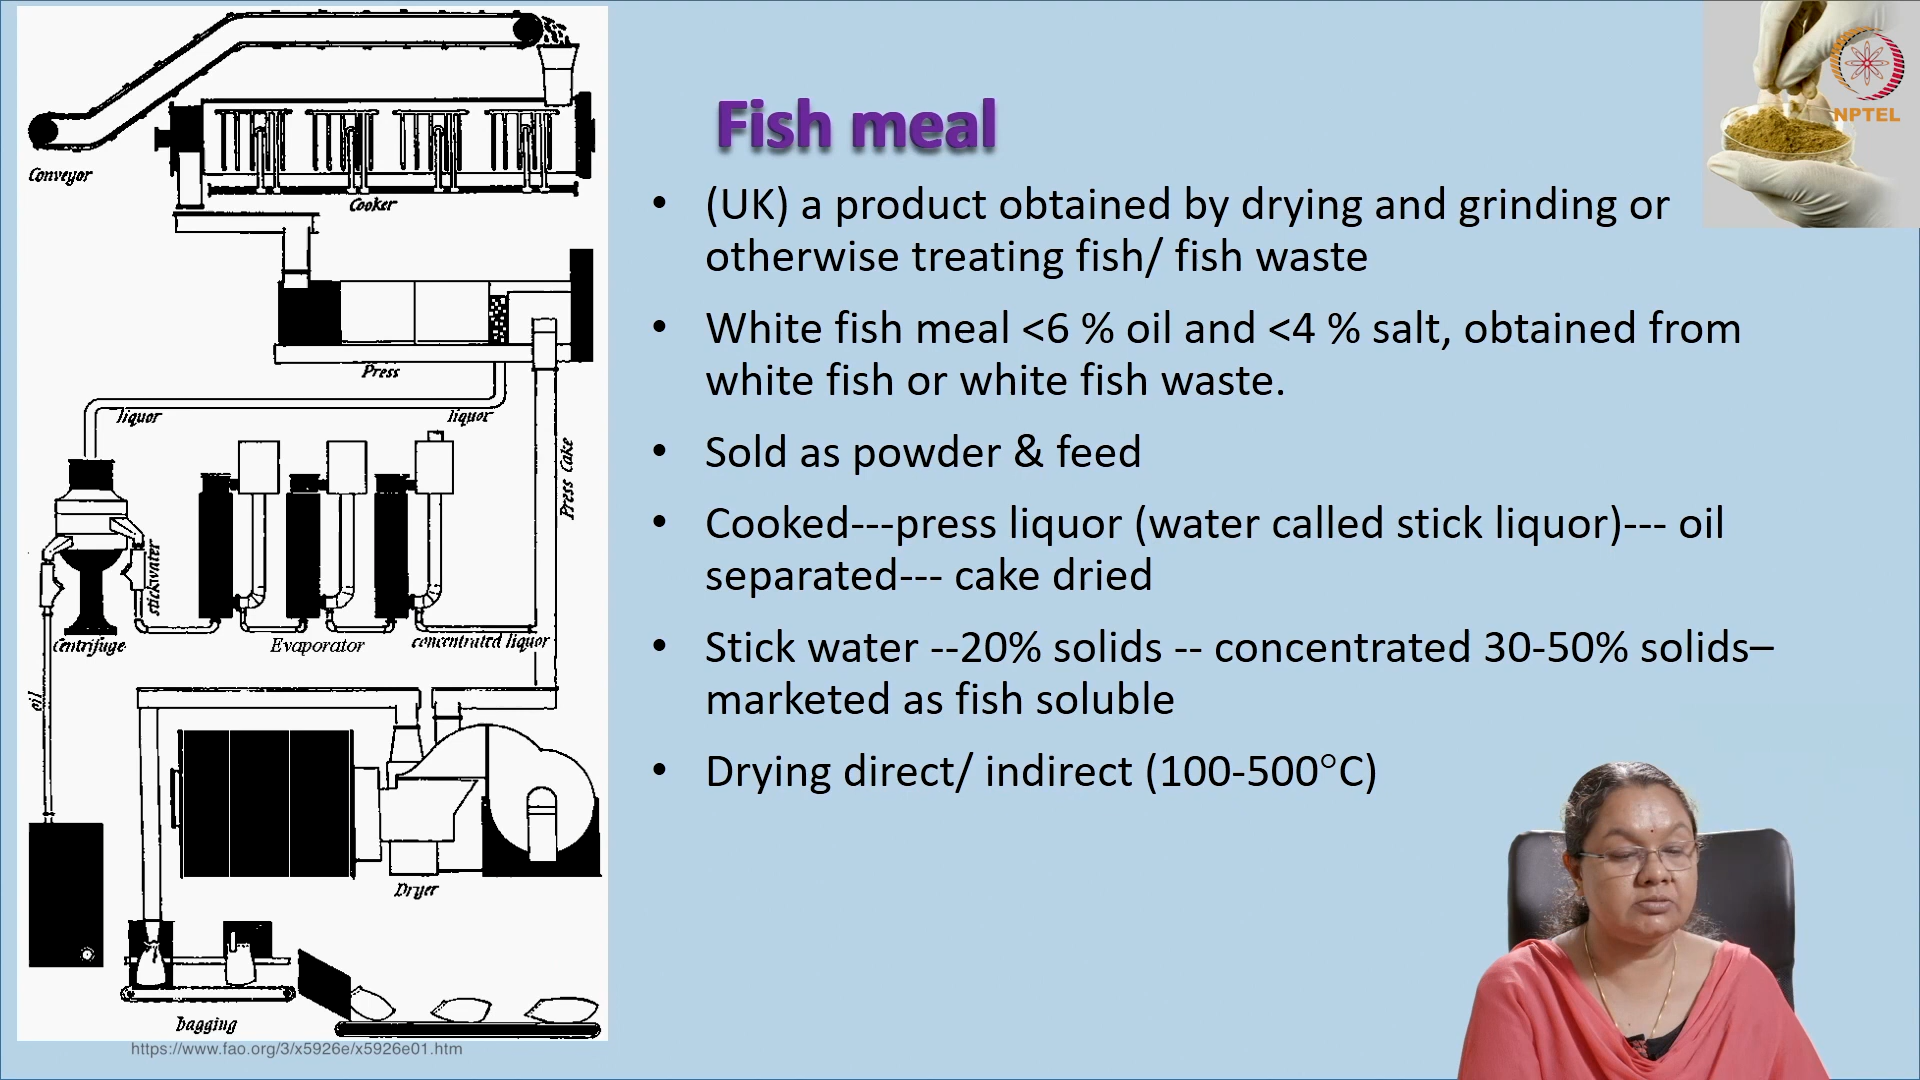 Fish meal
NPTEL
• (UK) a product obtained by drying and grinding or
otherwise treating fish/ fish waste
• White fish meal <6 % oil and <4 % salt, obtained from
white fish or white fish waste.
• Sold as powder & feed
• Cooked---press liquor (water called stick liquor)--- oil
separated--- cake dried
• Stick water --20% solids -- concentrated 30-50% solids–
marketed as fish soluble
• Drying direct/ indirect (100-500°C)
Conveyor
Cooker
Press
liquor
liquor
Press Cake
stickwater
Centrifuge
Evaporator
concentrated liquor
oil
Dryer
bagging
https://www.fao.org/3/x5926e/x5926e01.htm